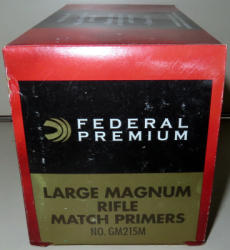 FEDERAL
PREMIUM
LARGE MAGNUM
RIFLE
MATCH PRIMERS
NO. GM215M